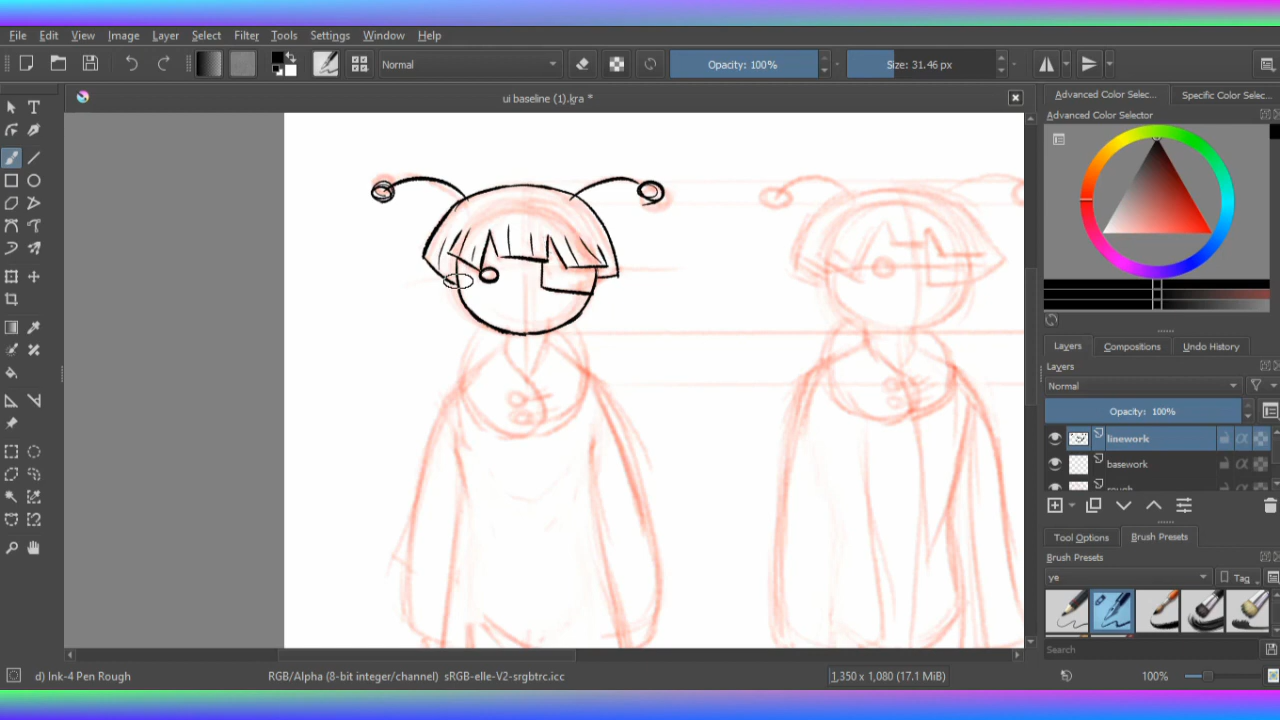 File Edit View Image Layer Select Filter Tools Settings Window Help
Normal Opacity: 100% Size: 31.46 px
ui baseline (1).kra *
Advanced Color Selec... Specific Color Selec...
Advanced Color Selector
Layers Compositions Undo History
Layers
Normal
Opacity: 100%
linework
basework
rough
Tool Options Brush Presets
Brush Presets
ye Tag
Search
d) Ink-4 Pen Rough RGB/Alpha (8-bit integer/channel) sRGB-elle-V2-srgbtrc.icc 1,350 x 1,080 (17.1 MiB) 100%